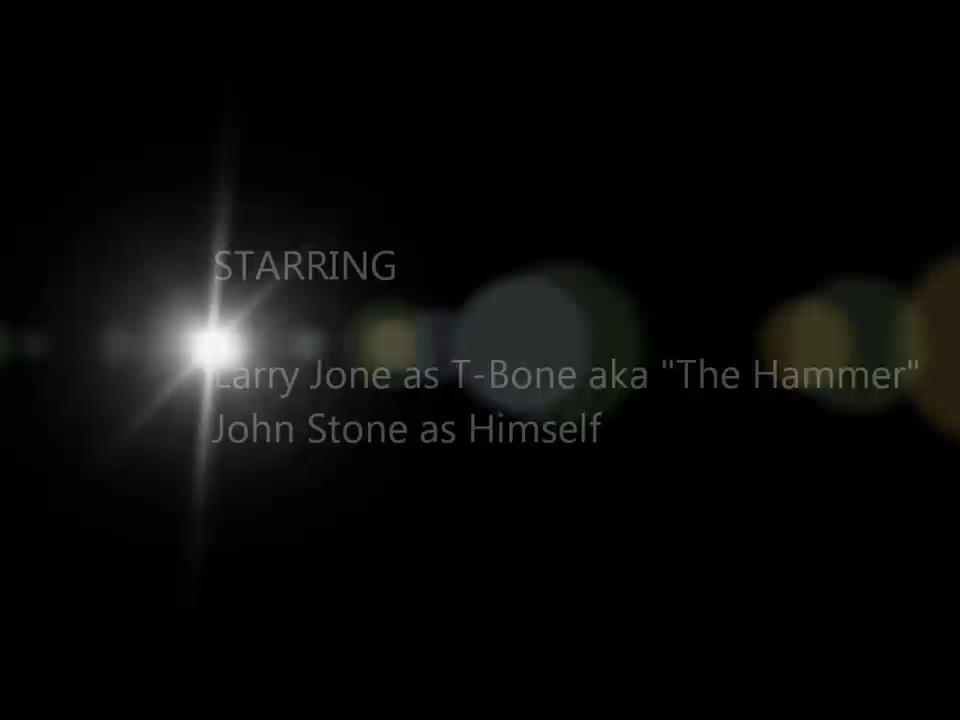 STARRING
Larry Jone as T-Bone aka "The Hammer"
John Stone as Himself